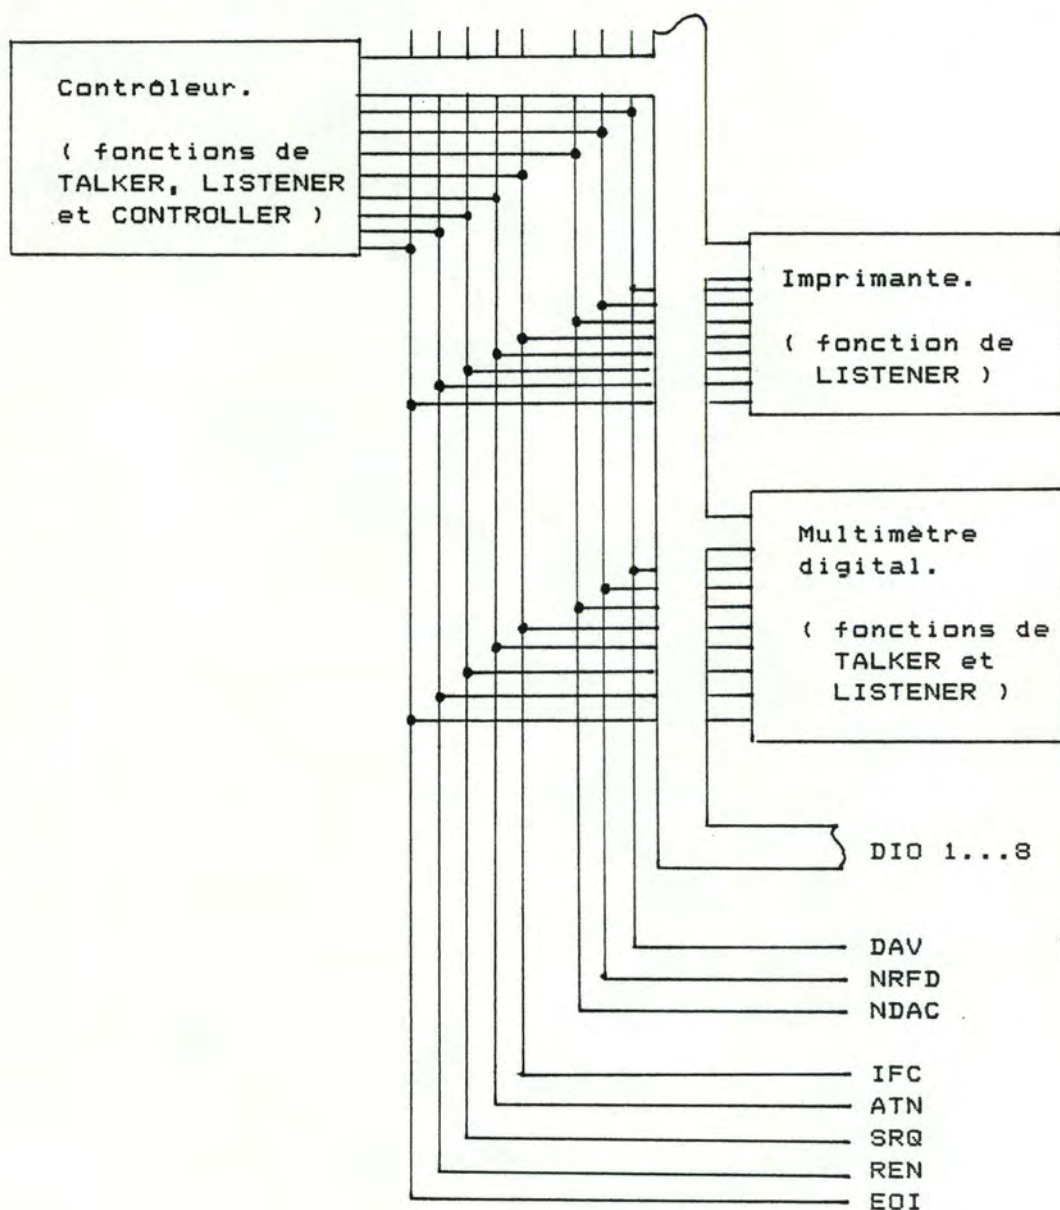 Contrôleur.
( fonctions de
TALKER, LISTENER
et CONTROLLER )
Imprimante.
( fonction de
LISTENER )
Multimètre
digital.
( fonctions de
TALKER et
LISTENER )
DIO 1...8
DAV
NRFD
NDAC
IFC
ATN
SRQ
REN
EOI